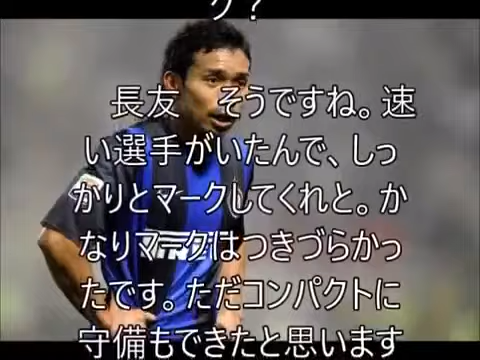 グ？
長友　そうですね。速
い選手がいたんで、しっ
かりとマークしてくれと。か
なりマークはつきづらかっ
たです。ただコンパクトに
守備もできたと思います